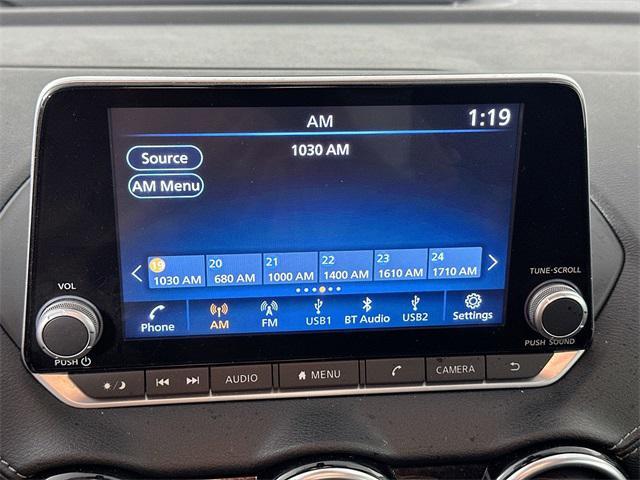 AM 1:19
Source 1030 AM
AM Menu
19 20 21 22 23 24
1030 AM 680 AM 1000 AM 1400 AM 1610 AM 1710 AM
Phone AM FM USB1 BT Audio USB2 Settings
VOL TUNE·SCROLL
PUSH PUSH SOUND
AUDIO MENU CAMERA